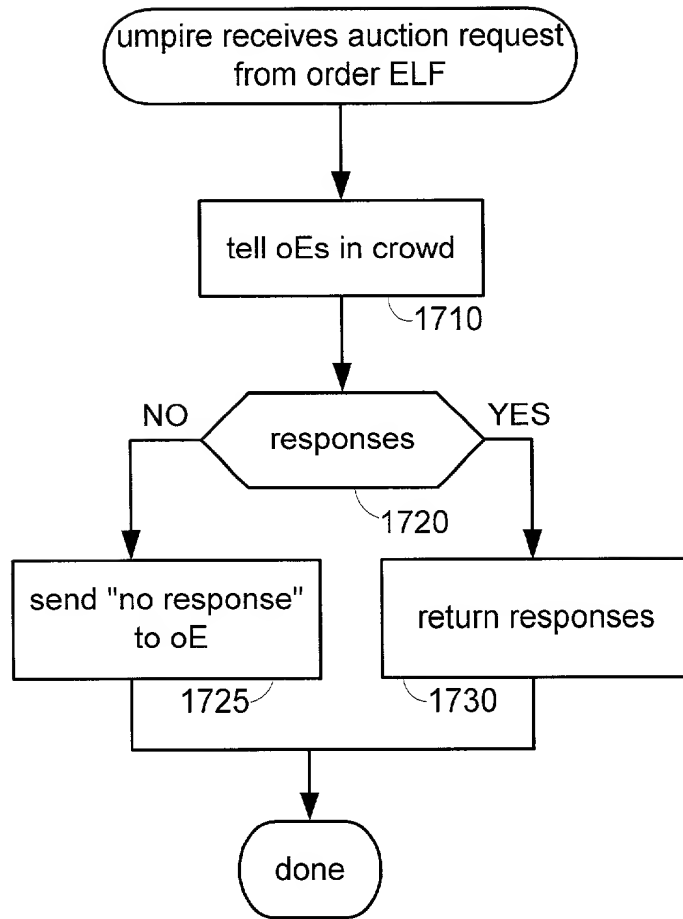 umpire receives auction request
from order ELF
tell oEs in crowd
1710
NO
YES
responses
1720
send "no response"
to oE
return responses
1725
1730
done